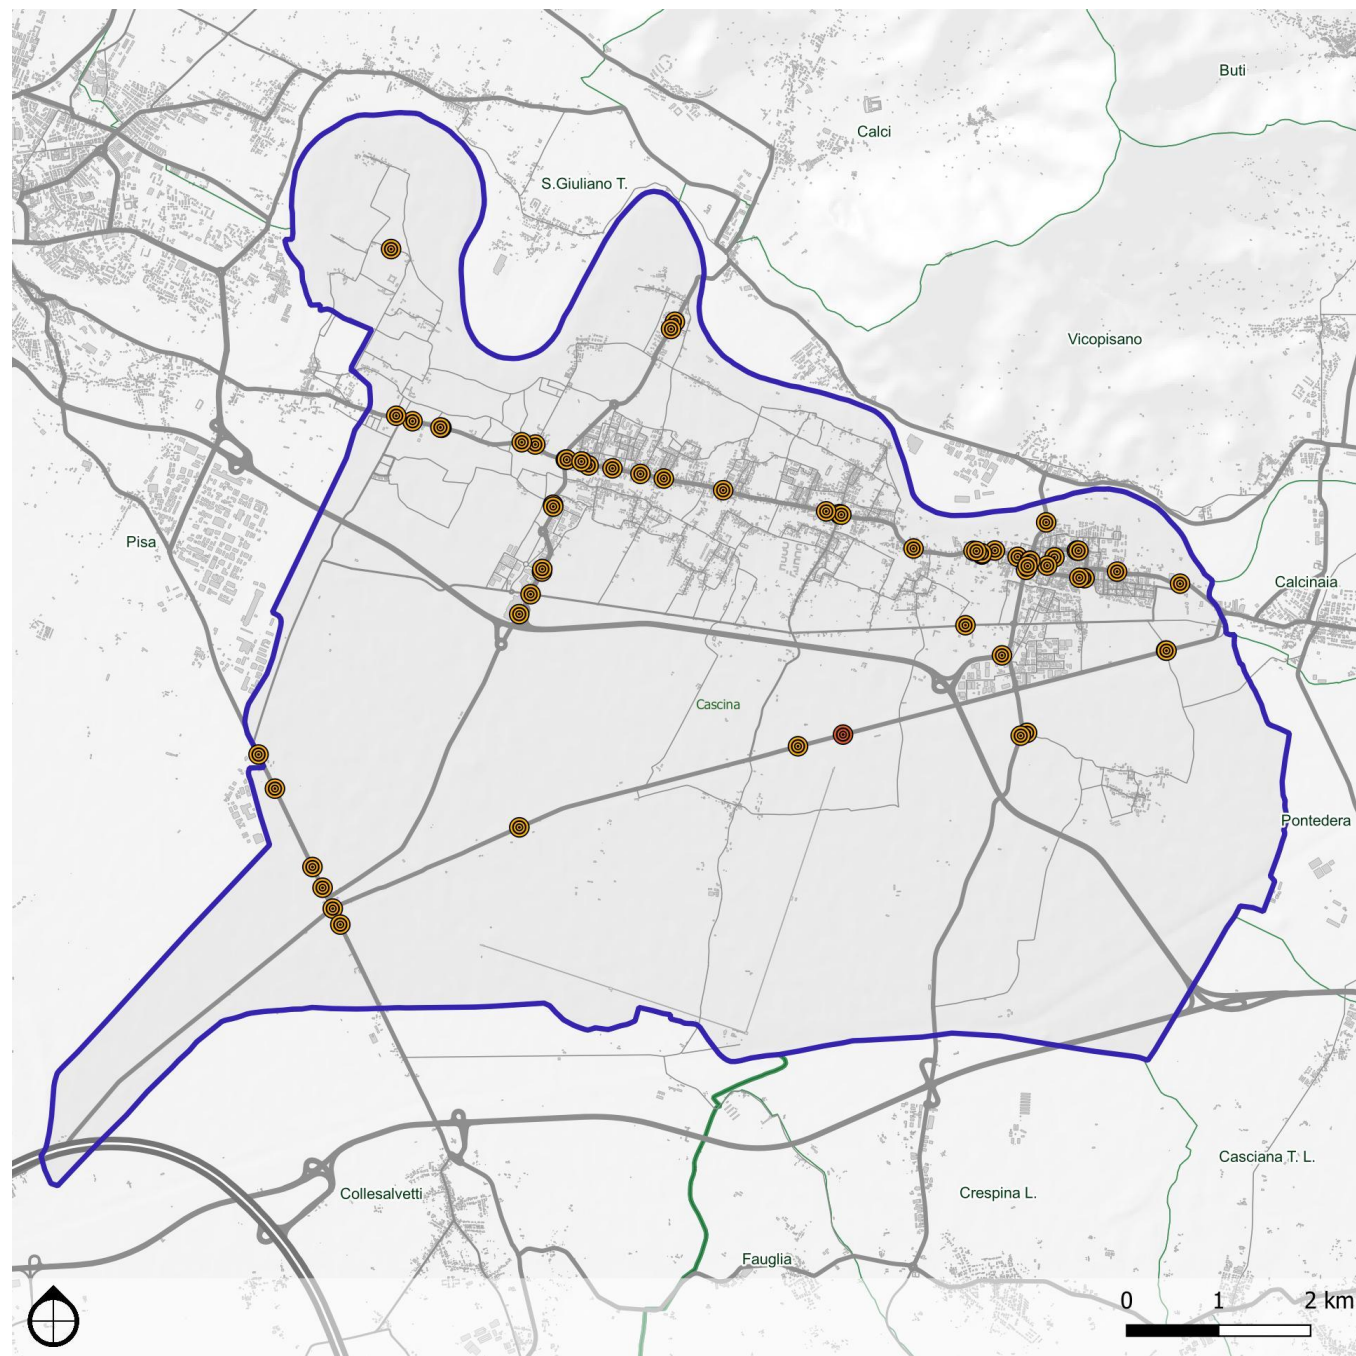 Buti
Calci
S.Giuliano T.
Vicopisano
Pisa
Calcinaia
Cascina
Pontedera
Casciana T. L.
Collesalvetti
Crespina L.
Fauglia
0 1 2 km